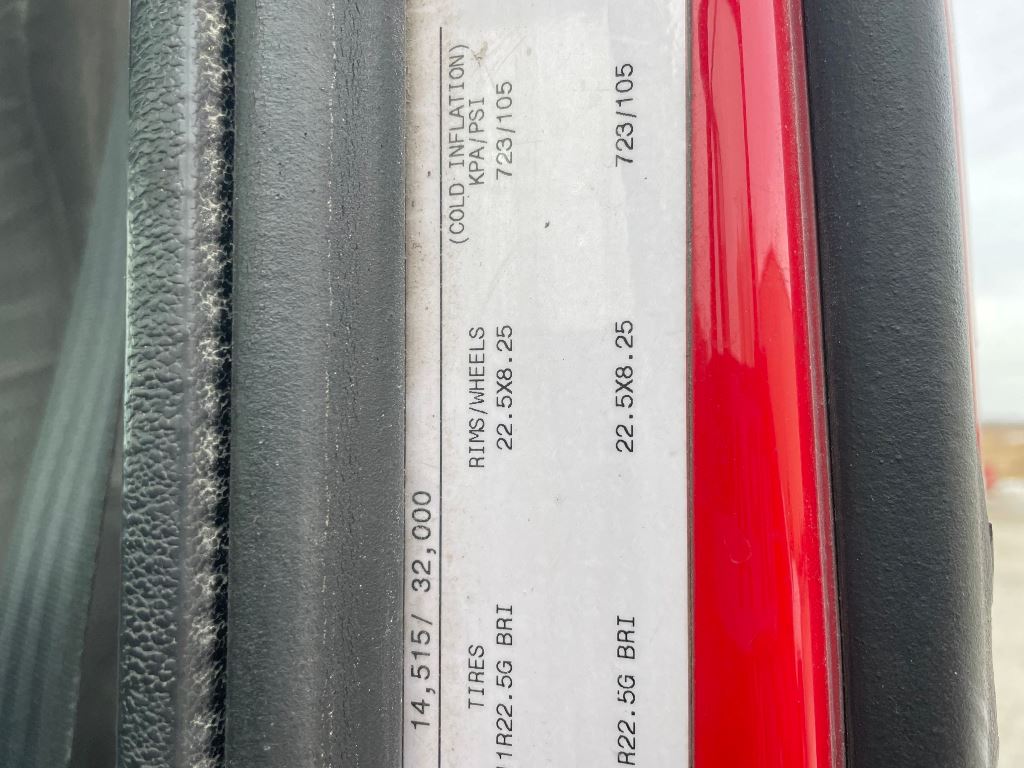 14,515/ 32,000
(COLD INFLATION)
TIRES RIMS/WHEELS KPA/PSI
11R22.5G BRI 22.5X8.25 723/105
R22.5G BRI 22.5X8.25 723/105